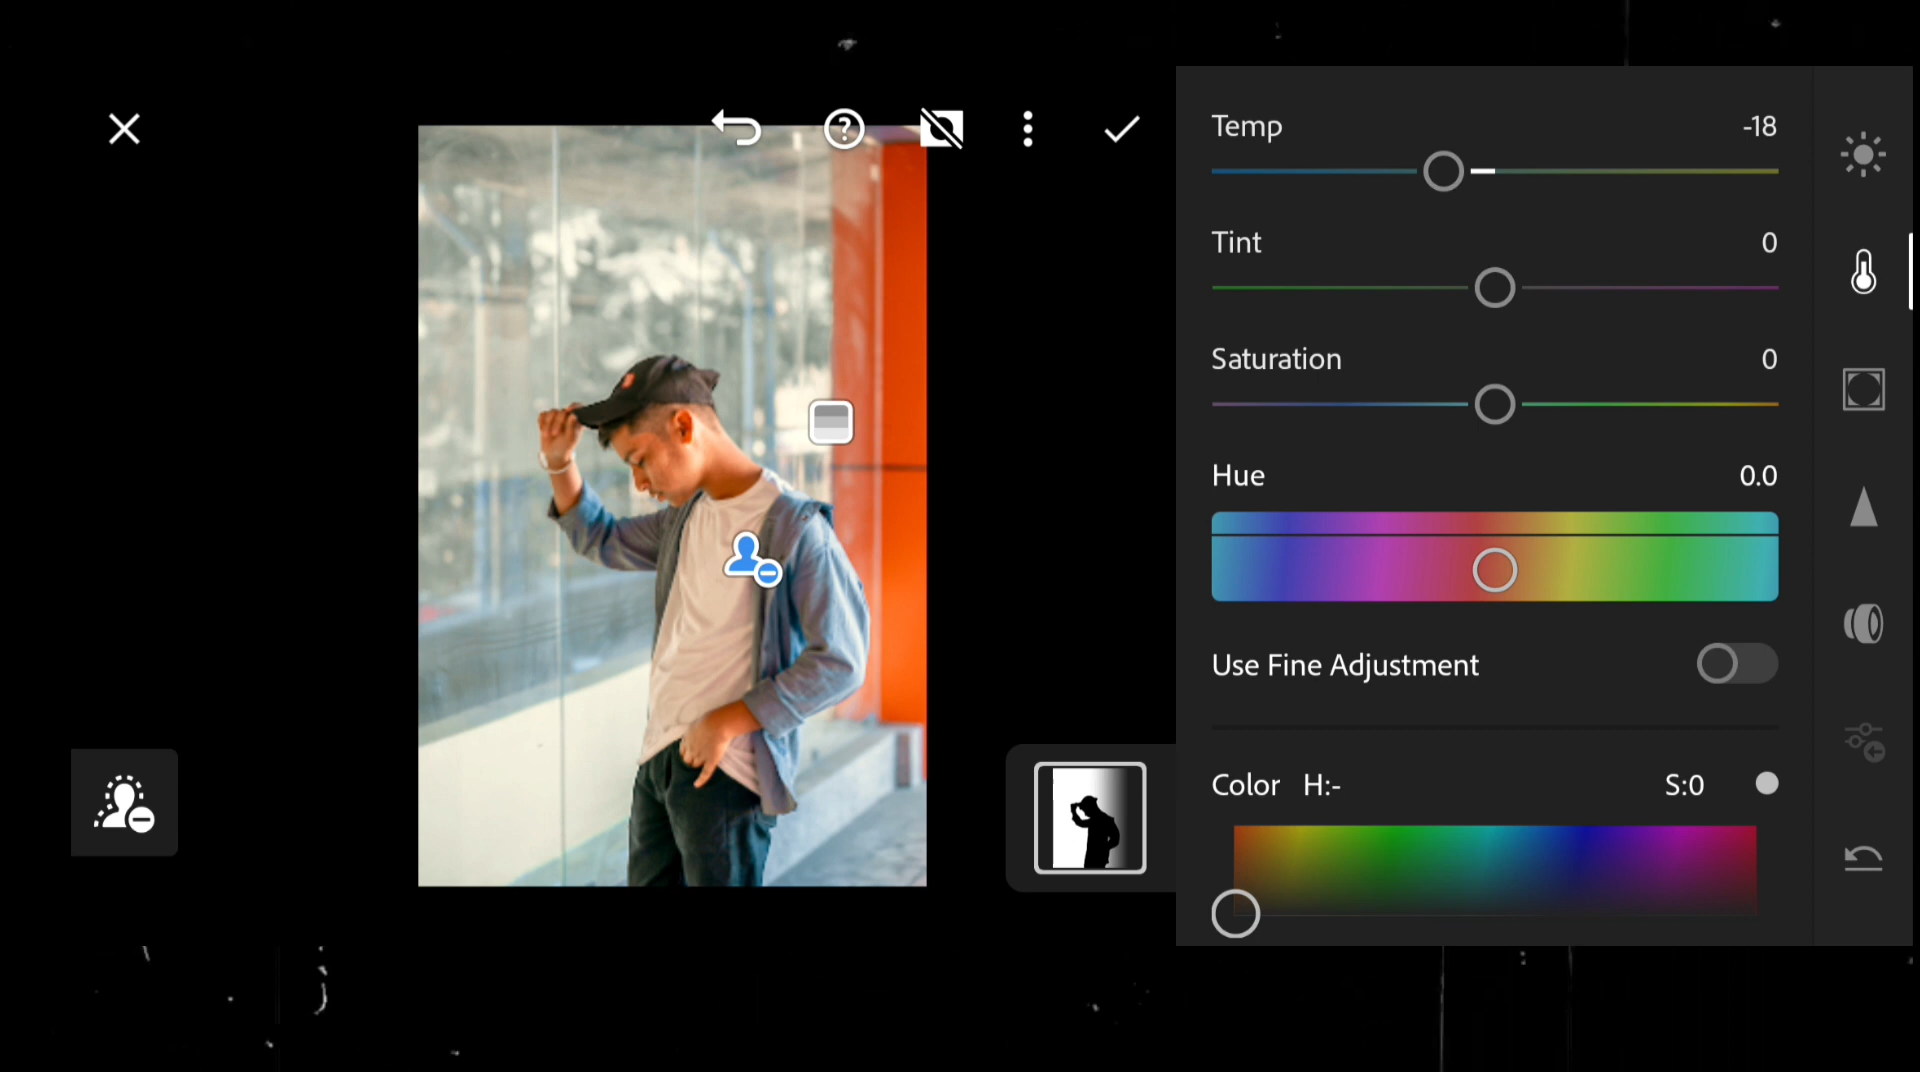 Temp -18
Tint 0
Saturation 0
Hue 0.0
Use Fine Adjustment
Color H:- S:0